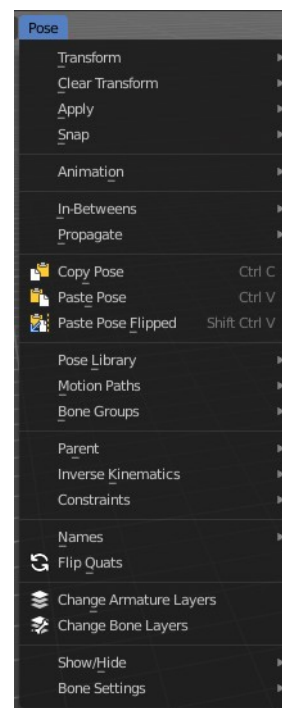 Pose
Transform
Clear Transform
Apply
Snap
Animation
In-Betweens
Propagate
Copy Pose Ctrl C
Paste Pose Ctrl V
Paste Pose Flipped Shift Ctrl V
Pose Library
Motion Paths
Bone Groups
Parent
Inverse Kinematics
Constraints
Names
Flip Quats
Change Armature Layers
Change Bone Layers
Show/Hide
Bone Settings